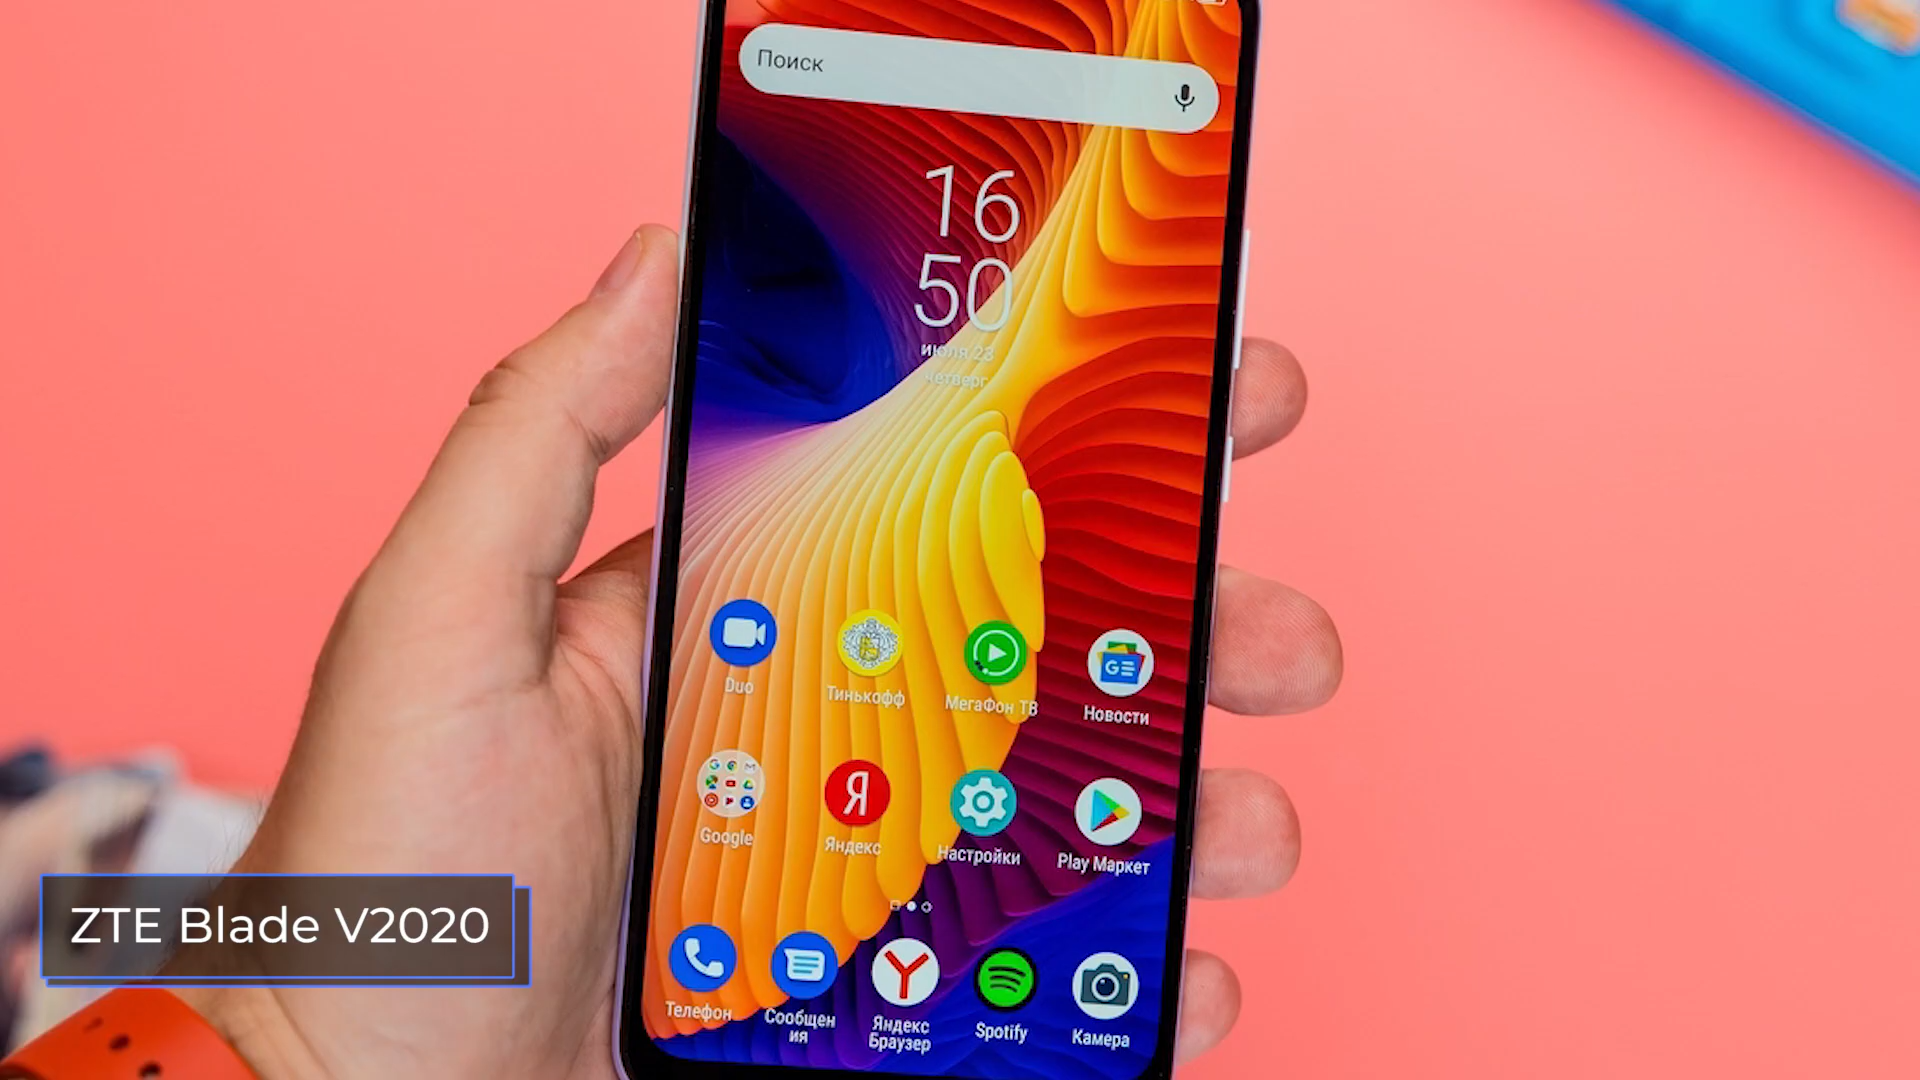 Поиск
16
50
июля 23
четверг
Duo
Тинькофф
МегаФон ТВ
Новости
Google
Яндекс
Настройки
Play Маркет
Телефон
Сообщен
ия
Яндекс
Браузер
Spotify
Камера
ZTE Blade V2020